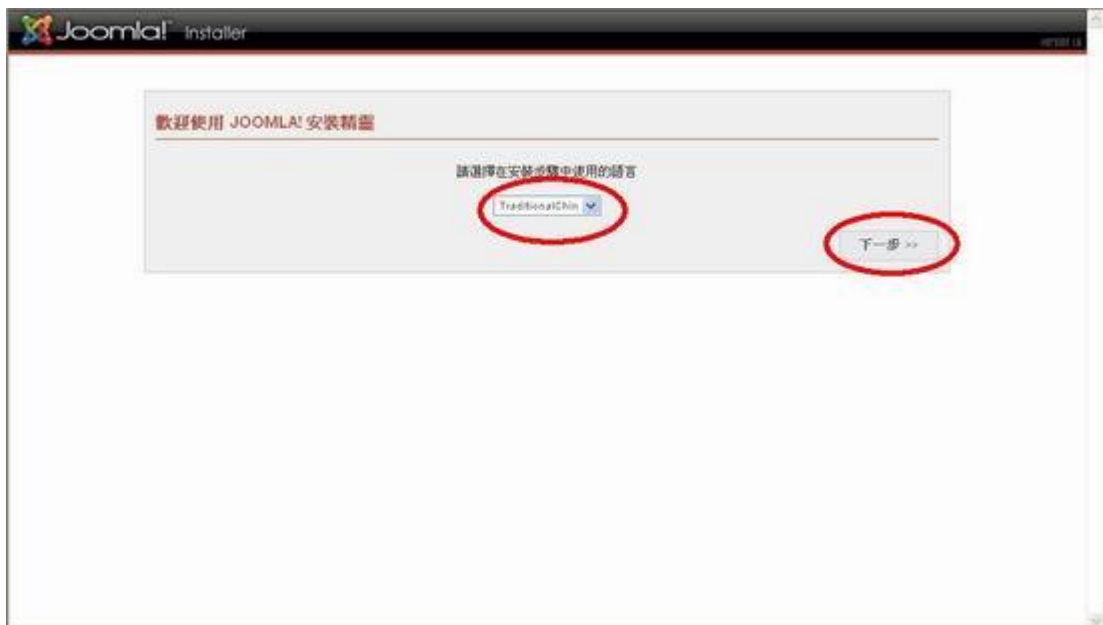 Joomla! Installer
歡迎使用 JOOMLA! 安裝精靈
請選擇在安裝步驟中使用的語言
TraditionalChin
下一步 >>